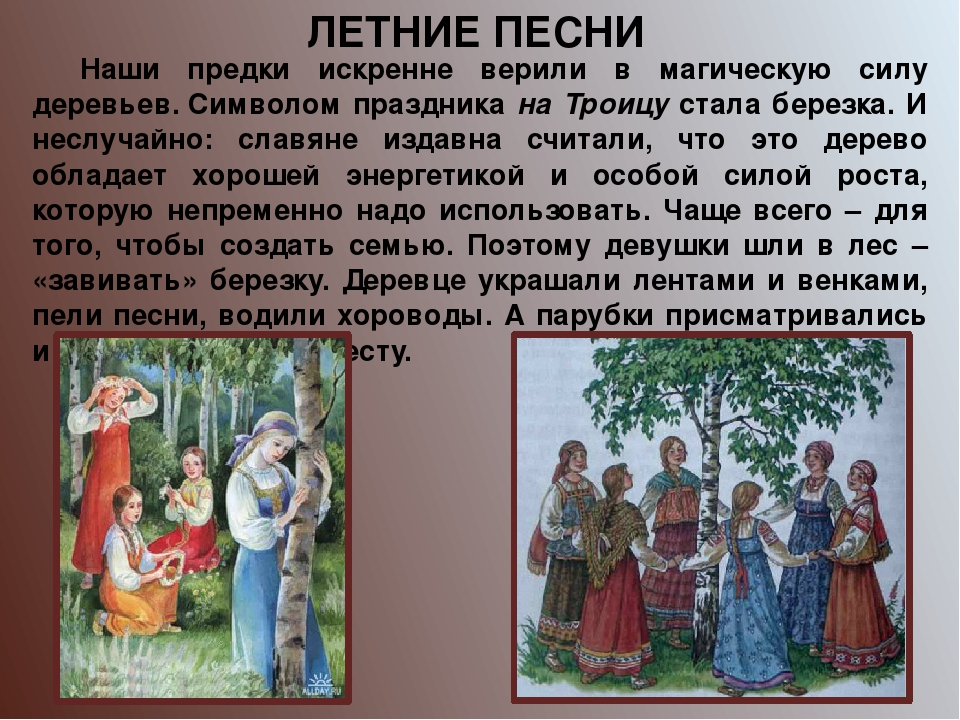 ЛЕТНИЕ ПЕСНИ
Наши предки искренне верили в магическую силу
деревьев. Символом праздника на Троицу стала березка. И
неслучайно: славяне издавна считали, что это дерево
обладает хорошей энергетикой и особой силой роста,
которую непременно надо использовать. Чаще всего – для
того, чтобы создать семью. Поэтому девушки шли в лес –
«завивать» березку. Деревце украшали лентами и венками,
пели песни, водили хороводы. А парубки присматривались
и есту.
ALLDAY.RU